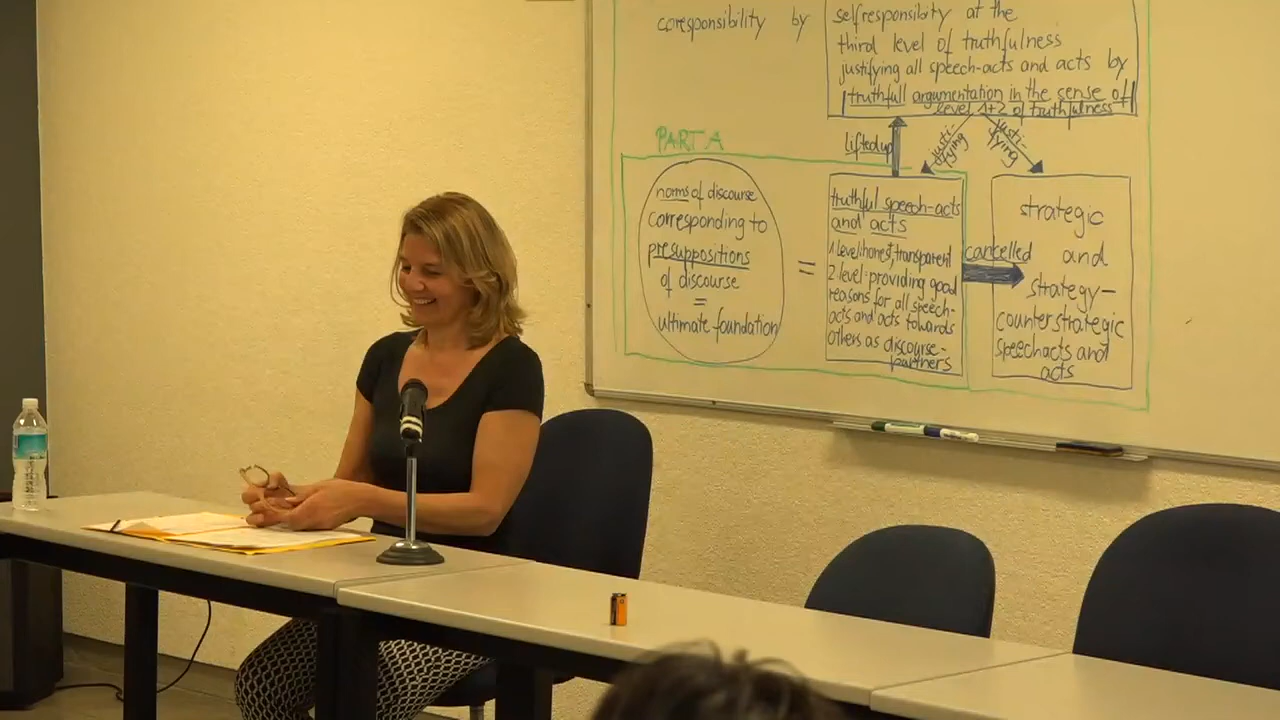 coresponsibility by
selfresponsibility at the
third level of truthfulness
justifying all speech-acts and acts by
truthfull argumentation in the sense of
level 1+2 of truthfulness
PART A
lifted up
justi-
fying
justi-
fying
norms of discourse
corresponding to
presuppositions
of discourse
=
ultimate foundation
=
truthful speech-acts
and acts
1 level: honest, transparent
2 level: providing good
reasons for all speech-
acts and acts towards
others as discourse-
partners
cancelled
strategic
and
strategy-
counterstrategic
speechacts and
acts